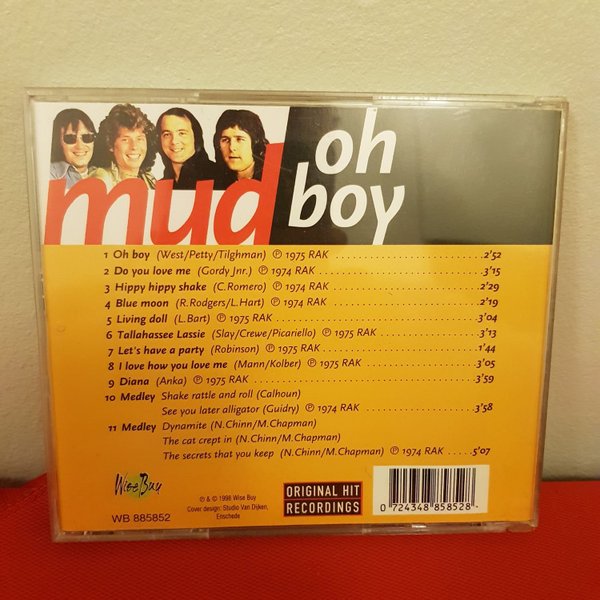 mud
oh
boy
1 Oh boy (West/Petty/Tilghman) ℗ 1975 RAK ........ 2'52
2 Do you love me (Gordy Jnr.) ℗ 1974 RAK ........ 3'15
3 Hippy hippy shake (C.Romero) ℗ 1974 RAK ........ 2'29
4 Blue moon (R.Rodgers/L.Hart) ℗ 1974 RAK ........ 2'19
5 Living doll (L.Bart) ℗ 1975 RAK ........ 3'04
6 Tallahassee Lassie (Slay/Crewe/Picariello) ℗ 1975 RAK ........ 3'13
7 Let's have a party (Robinson) ℗ 1975 RAK ........ 1'44
8 I love how you love me (Mann/Kolber) ℗ 1975 RAK ........ 3'05
9 Diana (Anka) ℗ 1975 RAK ........ 3'59
10 Medley Shake rattle and roll (Calhoun)
See you later alligator (Guidry) ℗ 1974 RAK ........ 3'58
11 Medley Dynamite (N.Chinn/M.Chapman)
The cat crept in (N.Chinn/M.Chapman)
The secrets that you keep (N.Chinn/M.Chapman) ℗ 1974 RAK ..... 5'07
Wise Buy
WB 885852
℗ & © 1998 Wise Buy
Cover design: Studio Van Dijken,
Enschede
ORIGINAL HIT
RECORDINGS
0 724348 858528